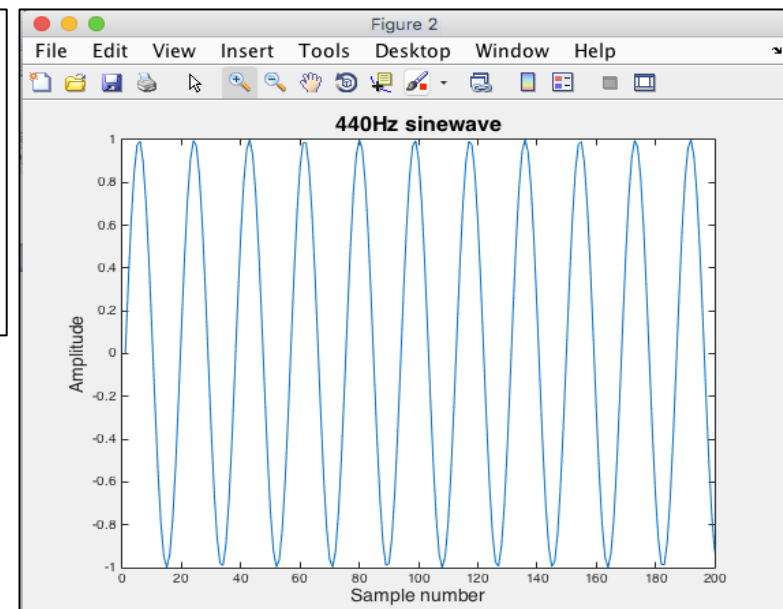 Figure 2
File Edit View Insert Tools Desktop Window Help
440Hz sinewave
1
0.8
0.6
0.4
0.2
0
-0.2
-0.4
-0.6
-0.8
-1
Amplitude
0 20 40 60 80 100 120 140 160 180 200
Sample number